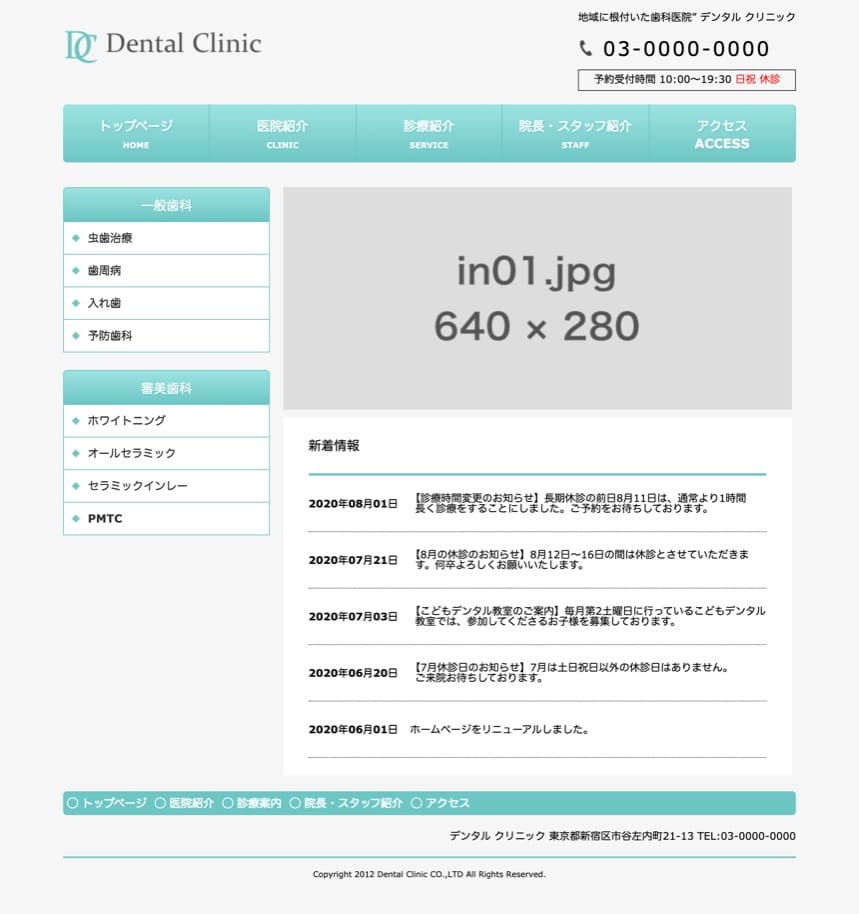 地域に根付いた歯科医院” デンタル クリニック
DC Dental Clinic
03-0000-0000
予約受付時間 10:00〜19:30 日祝 休診
トップページ
HOME
医院紹介
CLINIC
診療紹介
SERVICE
院長・スタッフ紹介
STAFF
アクセス
ACCESS
一般歯科
虫歯治療
歯周病
入れ歯
予防歯科
審美歯科
ホワイトニング
オールセラミック
セラミックインレー
PMTC
in01.jpg
640 × 280
新着情報
2020年08月01日 【診療時間変更のお知らせ】長期休診の前日8月11日は、通常より1時間
長く診療をすることにしました。ご予約をお待ちしております。
2020年07月21日 【8月の休診のお知らせ】8月12日〜16日の間は休診とさせていただきま
す。何卒よろしくお願いいたします。
2020年07月03日 【こどもデンタル教室のご案内】毎月第2土曜日に行っているこどもデンタル
教室では、参加してくださるお子様を募集しております。
2020年06月20日 【7月休診日のお知らせ】7月は土日祝日以外の休診日はありません。
ご来院お待ちしております。
2020年06月01日 ホームページをリニューアルしました。
〇 トップページ 〇 医院紹介 〇 診療案内 〇 院長・スタッフ紹介 〇 アクセス
デンタル クリニック 東京都新宿区市谷左内町21-13 TEL:03-0000-0000
Copyright 2012 Dental Clinic CO.,LTD All Rights Reserved.